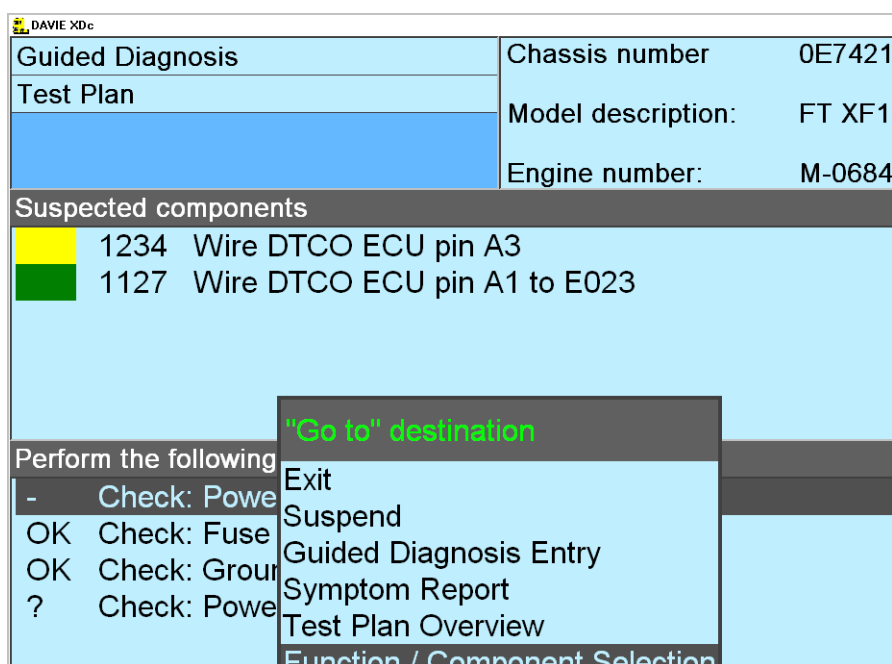 DAVIE XDc
Guided Diagnosis
Test Plan
Chassis number 0E7421
Model description: FT XF1
Engine number: M-0684
Suspected components
1234 Wire DTCO ECU pin A3
1127 Wire DTCO ECU pin A1 to E023
Perform the following
- Check: Powe
OK Check: Fuse
OK Check: Groun
? Check: Powe
"Go to" destination
Exit
Suspend
Guided Diagnosis Entry
Symptom Report
Test Plan Overview
Function / Component Selection